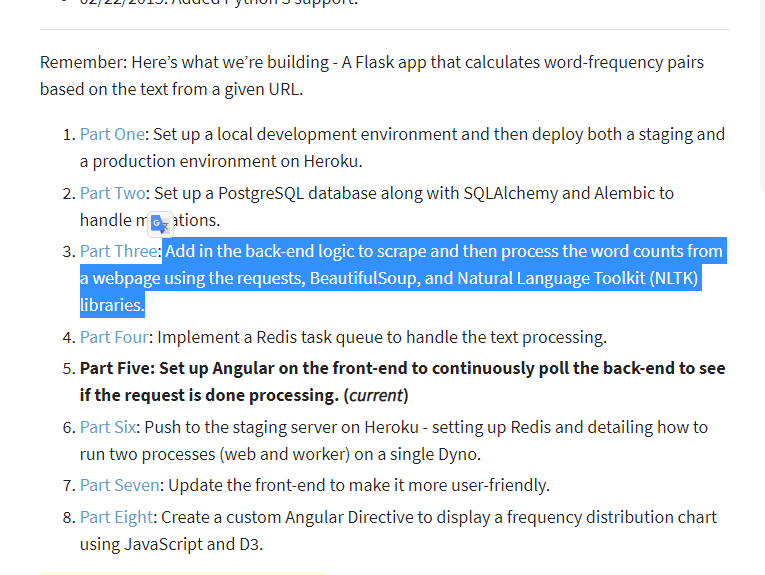 Remember: Here’s what we’re building - A Flask app that calculates word-frequency pairs
based on the text from a given URL.
1. Part One: Set up a local development environment and then deploy both a staging and
a production environment on Heroku.
2. Part Two: Set up a PostgreSQL database along with SQLAlchemy and Alembic to
handle m ations.
3. Part Three: Add in the back-end logic to scrape and then process the word counts from
a webpage using the requests, BeautifulSoup, and Natural Language Toolkit (NLTK)
libraries.
4. Part Four: Implement a Redis task queue to handle the text processing.
5. Part Five: Set up Angular on the front-end to continuously poll the back-end to see
if the request is done processing. (current)
6. Part Six: Push to the staging server on Heroku - setting up Redis and detailing how to
run two processes (web and worker) on a single Dyno.
7. Part Seven: Update the front-end to make it more user-friendly.
8. Part Eight: Create a custom Angular Directive to display a frequency distribution chart
using JavaScript and D3.